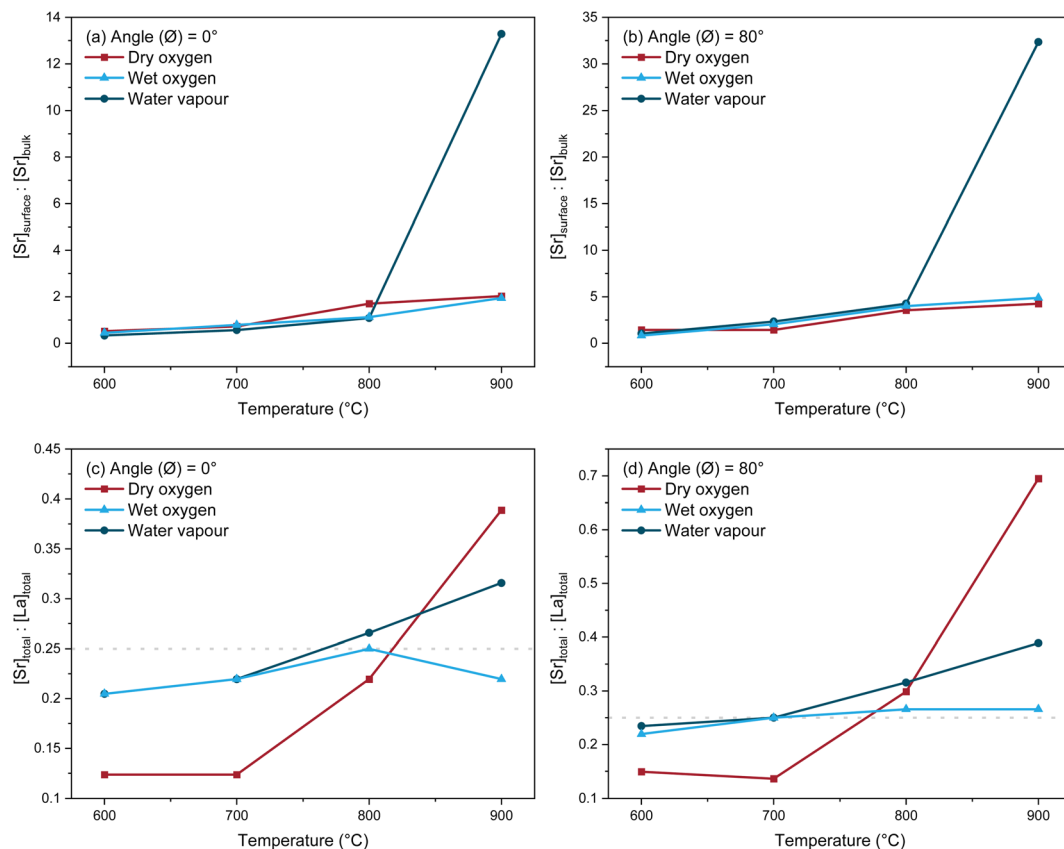 (a) Angle (Ø) = 0°
Dry oxygen
Wet oxygen
Water vapour
[Sr]surface : [Sr]bulk
14
12
10
8
6
4
2
0
600
700
800
900
Temperature (°C)
(b) Angle (Ø) = 80°
Dry oxygen
Wet oxygen
Water vapour
[Sr]surface : [Sr]bulk
35
30
25
20
15
10
5
0
600
700
800
900
Temperature (°C)
(c) Angle (Ø) = 0°
Dry oxygen
Wet oxygen
Water vapour
[Sr]total : [La]total
0.45
0.4
0.35
0.3
0.25
0.2
0.15
0.1
600
700
800
900
Temperature (°C)
(d) Angle (Ø) = 80°
Dry oxygen
Wet oxygen
Water vapour
[Sr]total : [La]total
0.7
0.6
0.5
0.4
0.3
0.2
0.1
600
700
800
900
Temperature (°C)